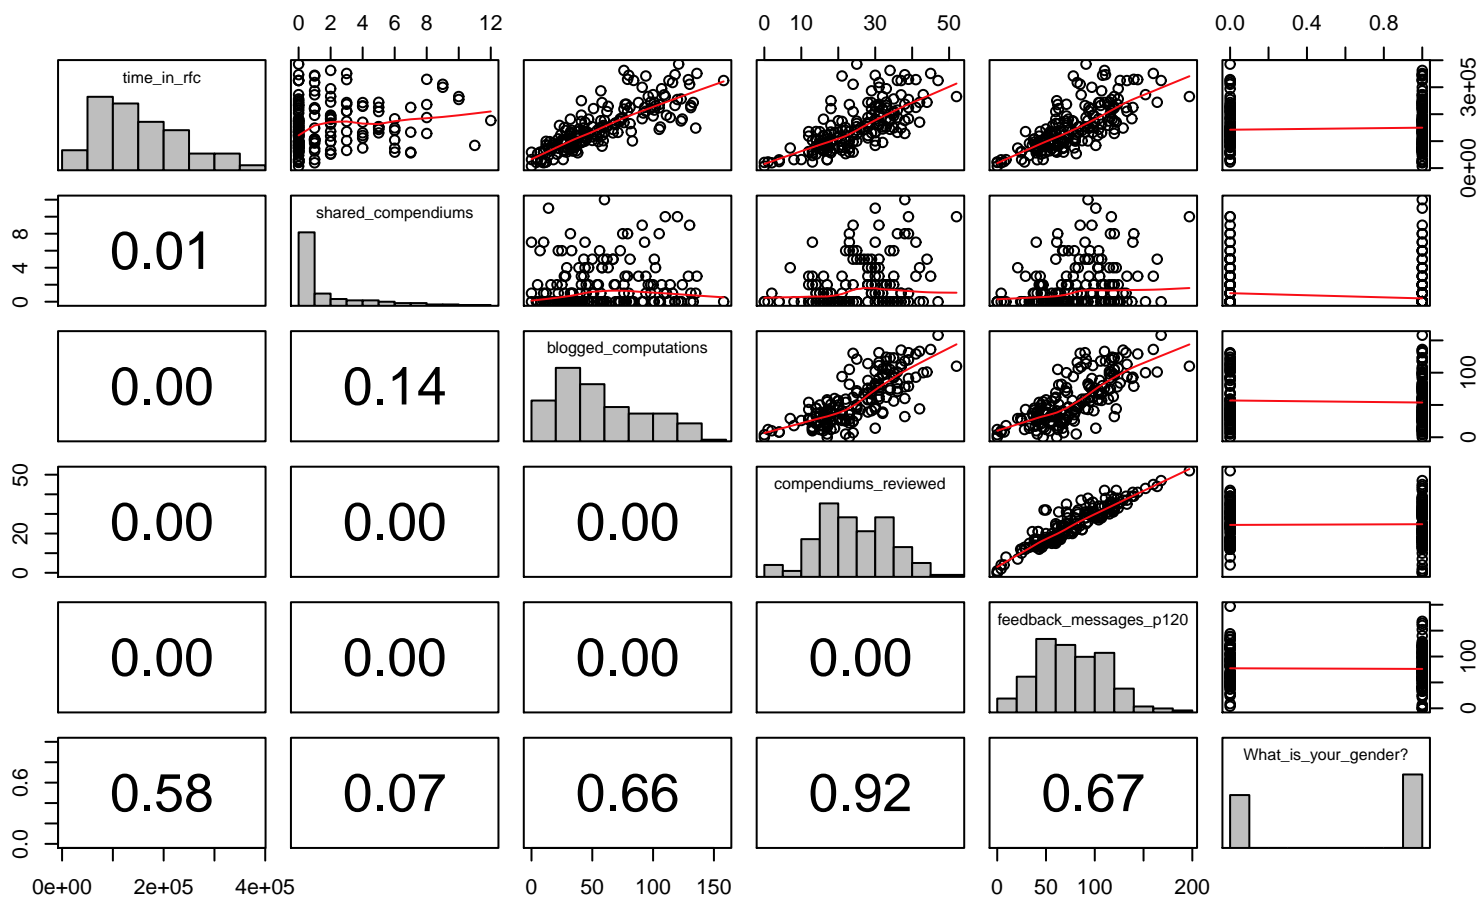 0 2 4 6 8 12
0 10 30 50
0.0 0.4 0.8
time_in_rfc
0e+00 3e+05
shared_compendiums
0.01
0 4 8
blogged_computations
0.00 0.14
0 100
compendiums_reviewed
0.00 0.00 0.00
0 20 50
feedback_messages_p120
0.00 0.00 0.00 0.00
0 100
What_is_your_gender?
0.58 0.07 0.66 0.92 0.67
0.0 0.6
0e+00 2e+05 4e+05
0 50 100 150
0 50 100 200